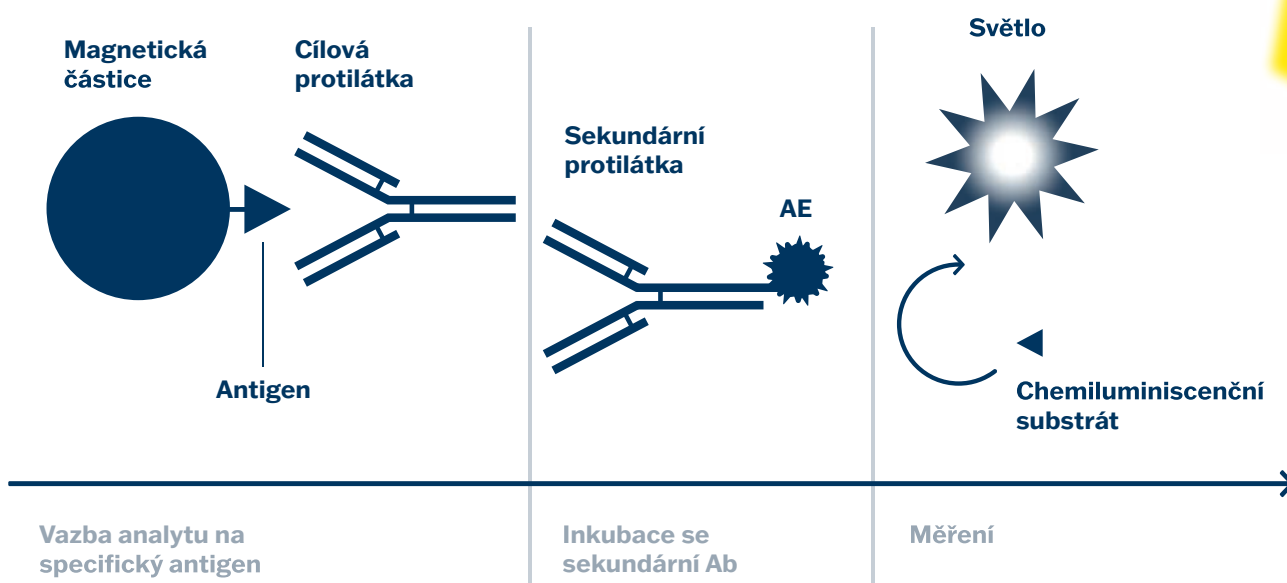 Magnetická
částice
Cílová
protilátka
Antigen
Sekundární
protilátka
AE
Světlo
Chemiluminiscenční
substrát
Vazba analytu na
specifický antigen
Inkubace se
sekundární Ab
Měření